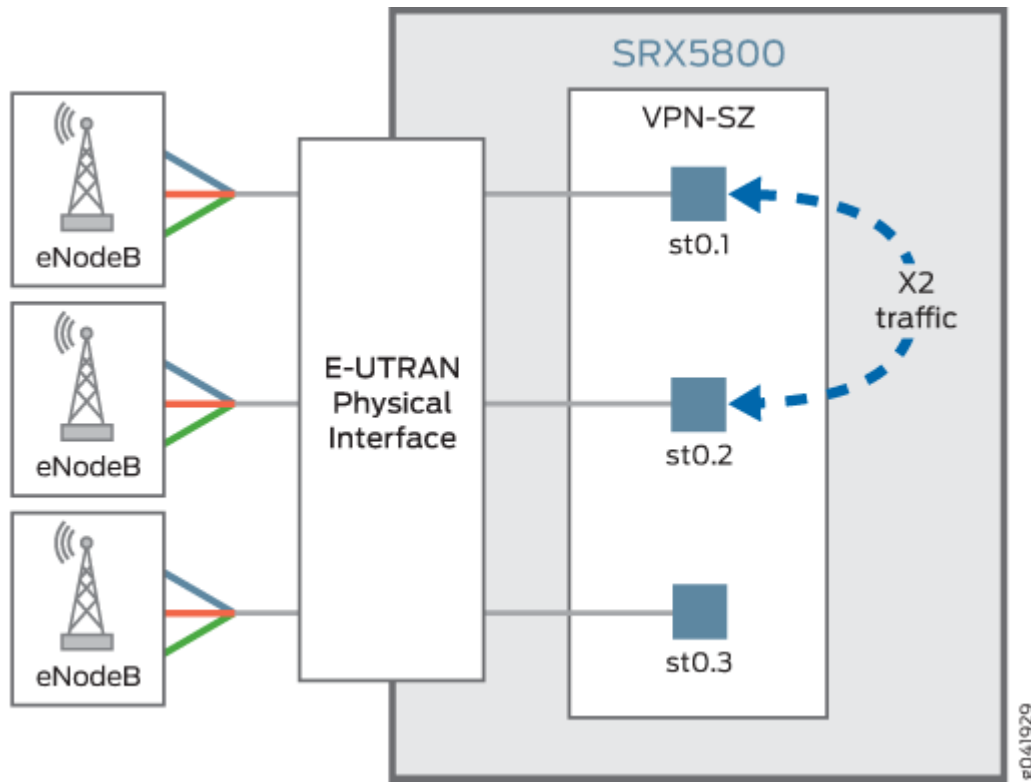 SRX5800
VPN-SZ
eNodeB
st0.1
X2
traffic
E-UTRAN
Physical
Interface
eNodeB
st0.2
eNodeB
st0.3
g041929